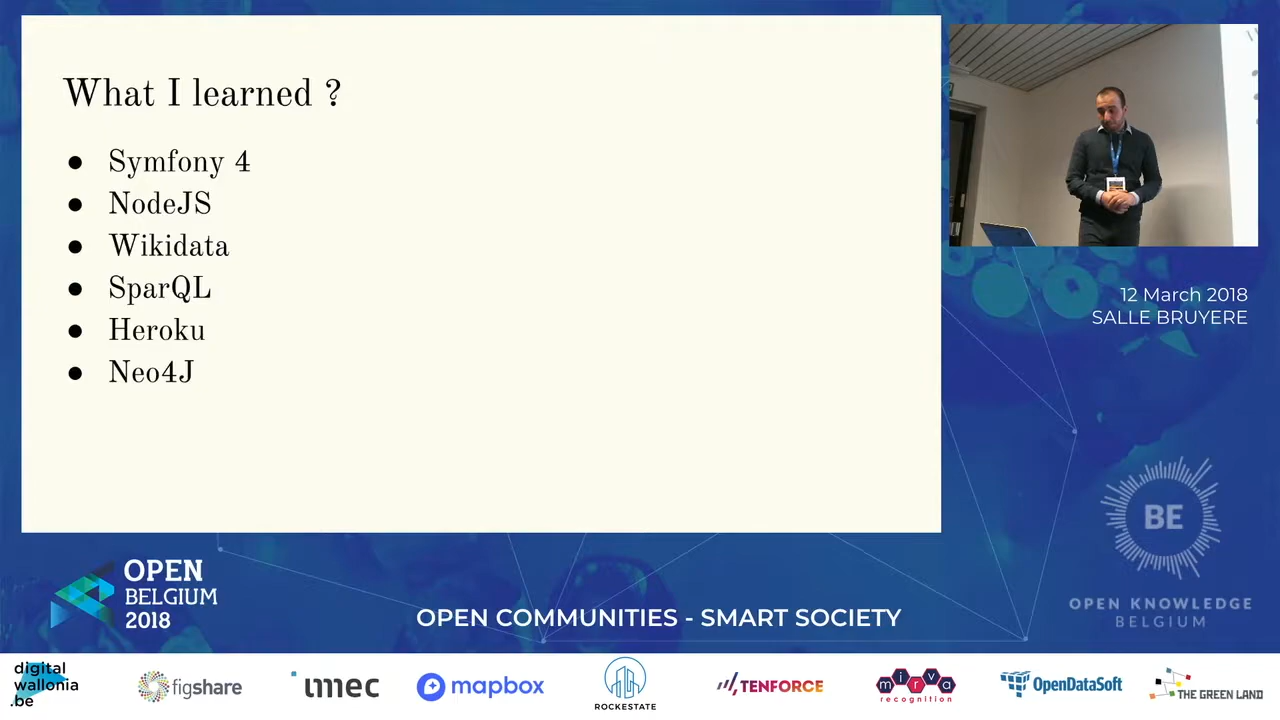 What I learned ?
● Symfony 4
● NodeJS
● Wikidata
● SparQL
● Heroku
● Neo4J
12 March 2018
SALLE BRUYERE
BE
OPEN KNOWLEDGE
BELGIUM
OPEN
BELGIUM
2018
OPEN COMMUNITIES - SMART SOCIETY
digital
wallonia
.be
figshare
imec
mapbox
ROCKESTATE
TENFORCE
mirva
recognition
OpenDataSoft
THE GREEN LAND